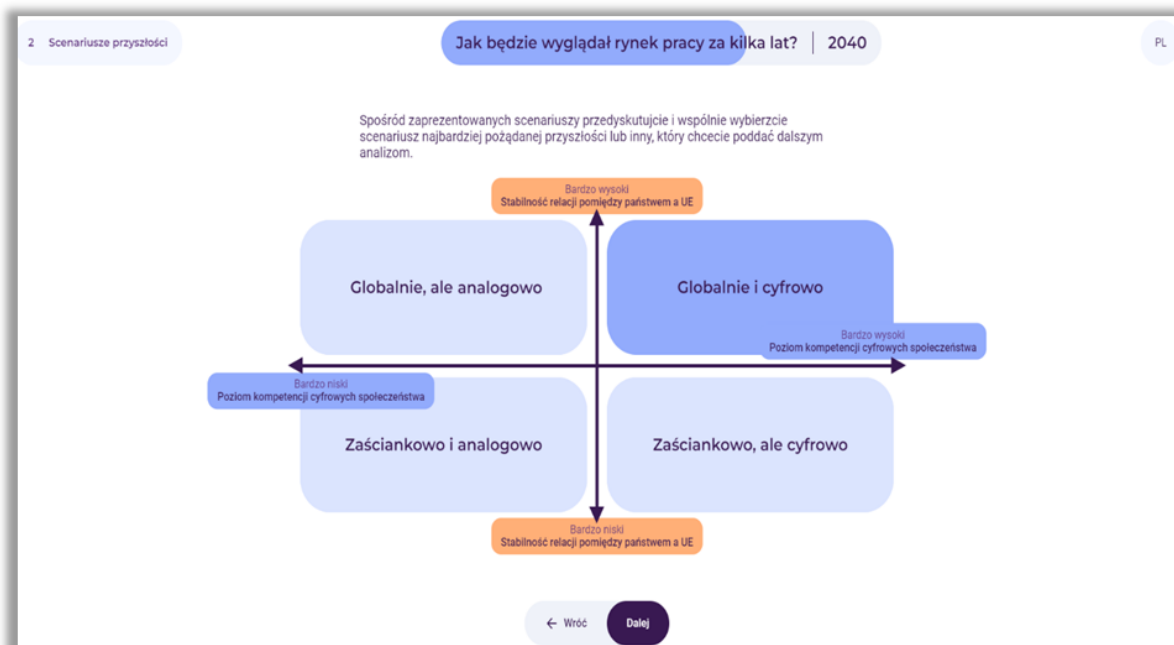 2 Scenariusze przyszłości
Jak będzie wyglądał rynek pracy za kilka lat? | 2040
PL
Spośród zaprezentowanych scenariuszy przedyskutujcie i wspólnie wybierzcie
scenariusz najbardziej pożądanej przyszłości lub inny, który chcecie poddać dalszym
analizom.
Bardzo wysoki
Stabilność relacji pomiędzy państwem a UE
Globalnie, ale analogowo
Globalnie i cyfrowo
Bardzo wysoki
Poziom kompetencji cyfrowych społeczeństwa
Bardzo niski
Poziom kompetencji cyfrowych społeczeństwa
Zaściankowo i analogowo
Zaściankowo, ale cyfrowo
Bardzo niski
Stabilność relacji pomiędzy państwem a UE
← Wróć
Dalej